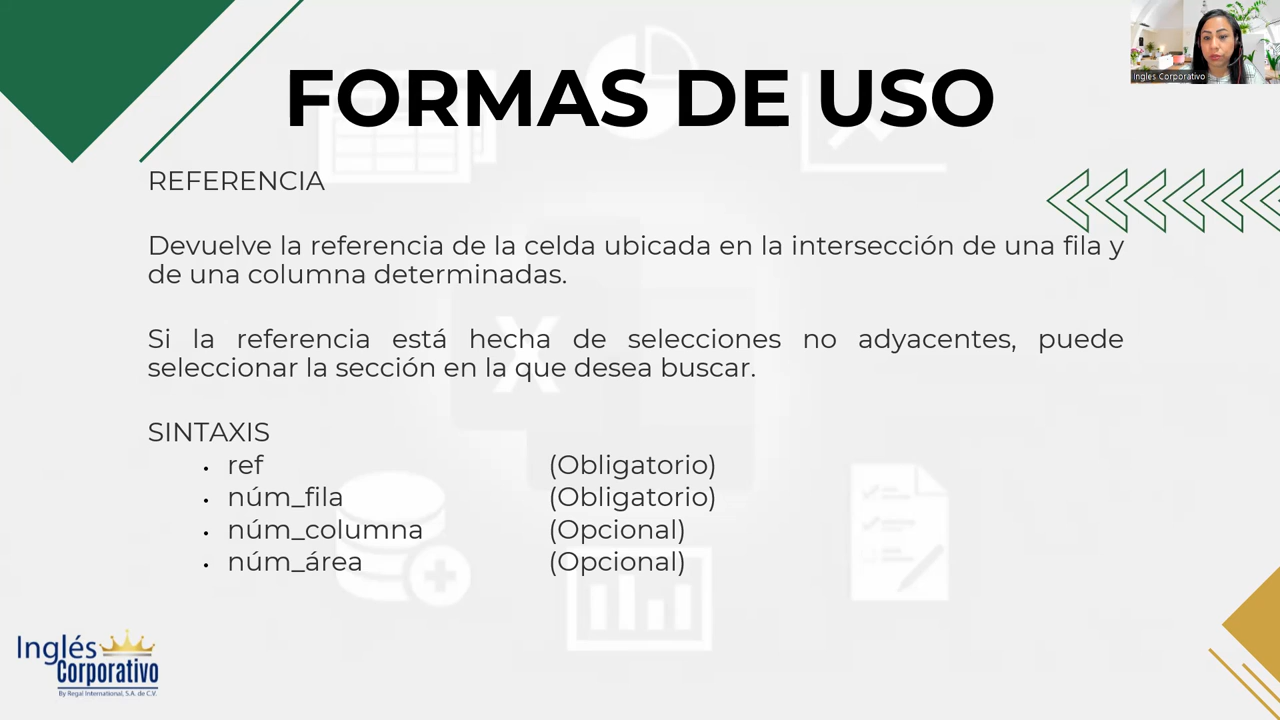 FORMAS DE USO
Ingles Corporativo
REFERENCIA
Devuelve la referencia de la celda ubicada en la intersección de una fila y
de una columna determinadas.
Si la referencia está hecha de selecciones no adyacentes, puede
seleccionar la sección en la que desea buscar.
SINTAXIS
• ref (Obligatorio)
• núm_fila (Obligatorio)
• núm_columna (Opcional)
• núm_área (Opcional)
Inglés
Corporativo
By Regal International, S.A. de C.V.